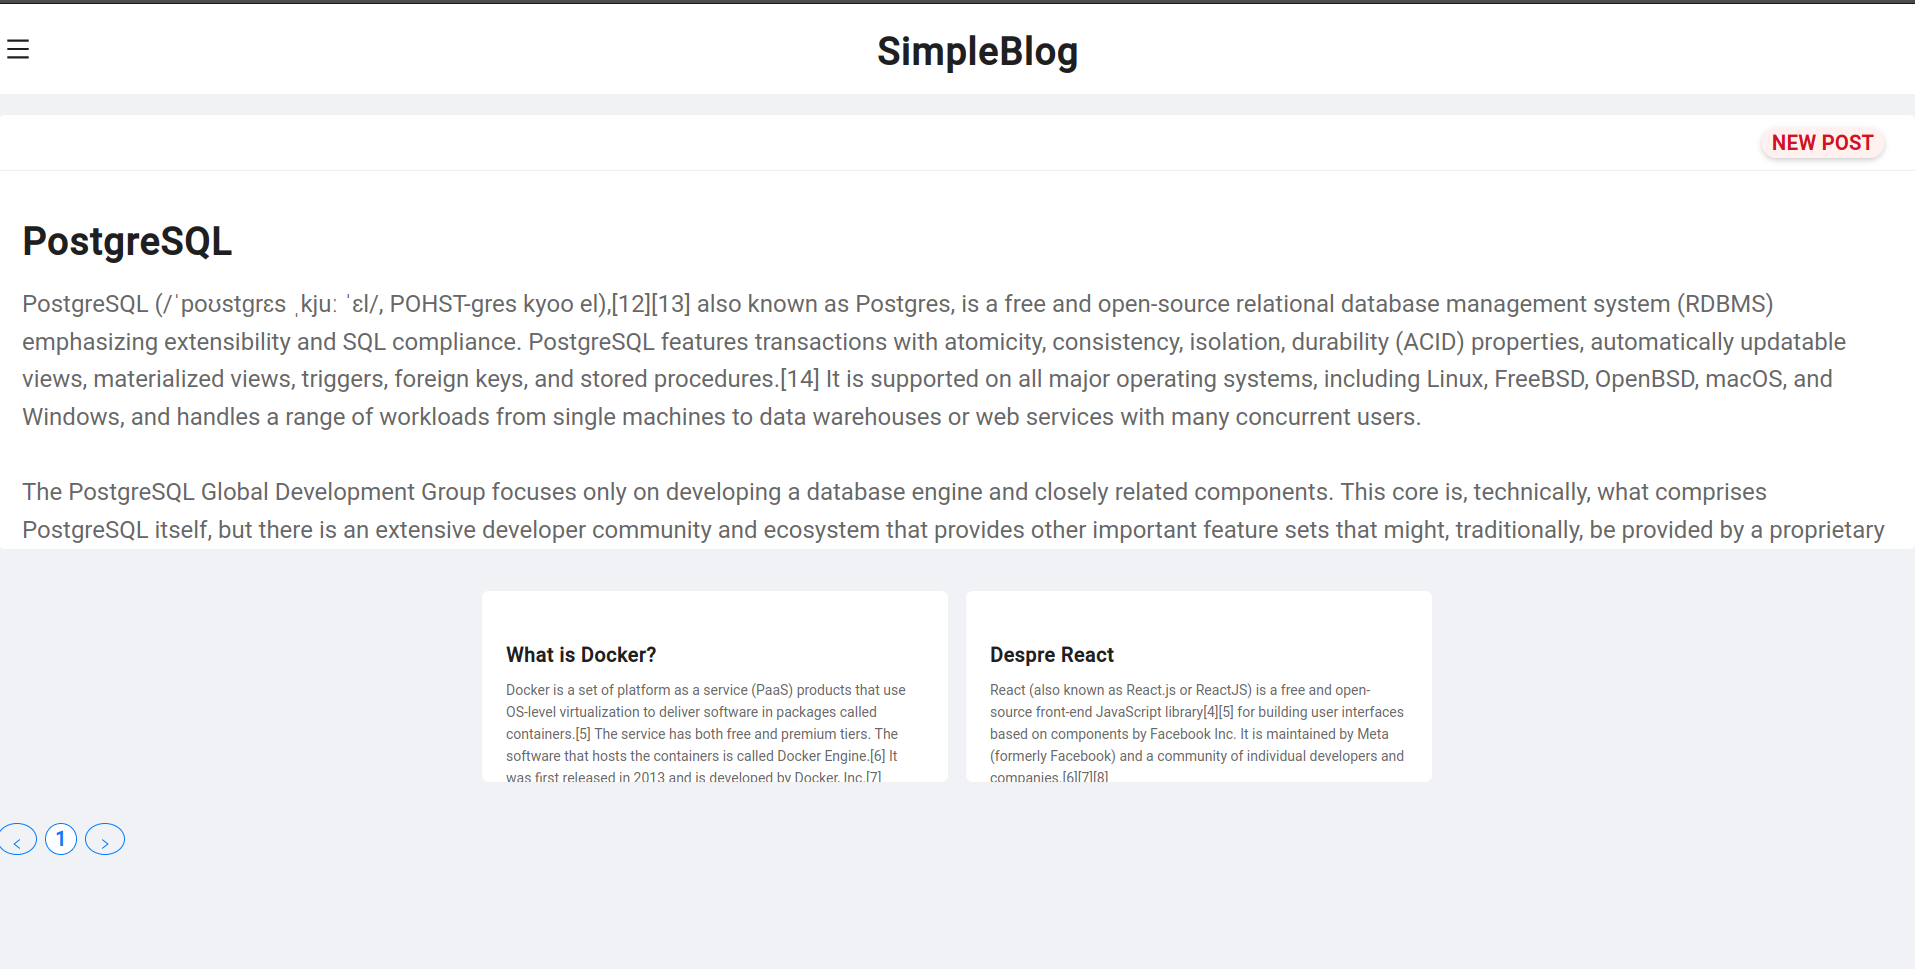 SimpleBlog
NEW POST
PostgreSQL
PostgreSQL (/ˈpoʊstɡrɛs ˌkjuː ˈɛl/, POHST-gres kyoo el),[12][13] also known as Postgres, is a free and open-source relational database management system (RDBMS)
emphasizing extensibility and SQL compliance. PostgreSQL features transactions with atomicity, consistency, isolation, durability (ACID) properties, automatically updatable
views, materialized views, triggers, foreign keys, and stored procedures.[14] It is supported on all major operating systems, including Linux, FreeBSD, OpenBSD, macOS, and
Windows, and handles a range of workloads from single machines to data warehouses or web services with many concurrent users.
The PostgreSQL Global Development Group focuses only on developing a database engine and closely related components. This core is, technically, what comprises
PostgreSQL itself, but there is an extensive developer community and ecosystem that provides other important feature sets that might, traditionally, be provided by a proprietary
What is Docker?
Docker is a set of platform as a service (PaaS) products that use
OS-level virtualization to deliver software in packages called
containers.[5] The service has both free and premium tiers. The
software that hosts the containers is called Docker Engine.[6] It
was first released in 2013 and is developed by Docker, Inc.[7]
Despre React
React (also known as React.js or ReactJS) is a free and open-
source front-end JavaScript library[4][5] for building user interfaces
based on components by Facebook Inc. It is maintained by Meta
(formerly Facebook) and a community of individual developers and
companies.[6][7][8]
< 1 >